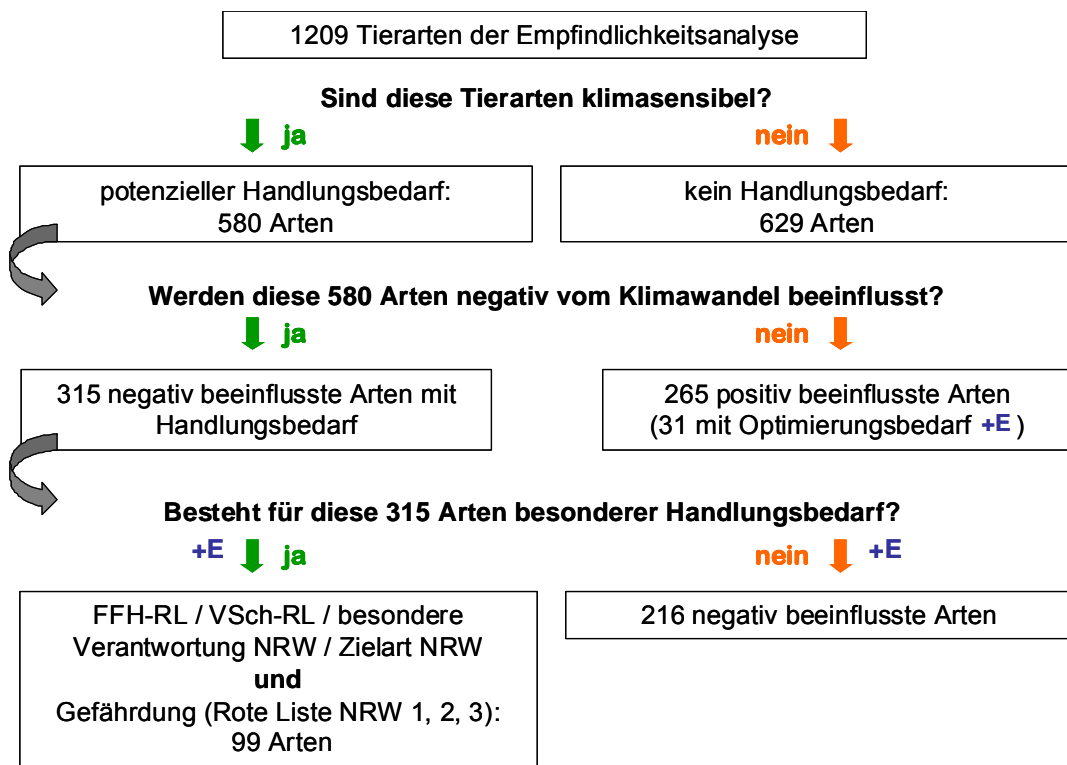 1209 Tierarten der Empfindlichkeitsanalyse
Sind diese Tierarten klimasensibel?
ja
nein
potenzieller Handlungsbedarf:
580 Arten
kein Handlungsbedarf:
629 Arten
Werden diese 580 Arten negativ vom Klimawandel beeinflusst?
ja
nein
315 negativ beeinflusste Arten mit
Handlungsbedarf
265 positiv beeinflusste Arten
(31 mit Optimierungsbedarf +E )
Besteht für diese 315 Arten besonderer Handlungsbedarf?
+E ja
nein +E
FFH-RL / VSch-RL / besondere
Verantwortung NRW / Zielart NRW
und
Gefährdung (Rote Liste NRW 1, 2, 3):
99 Arten
216 negativ beeinflusste Arten